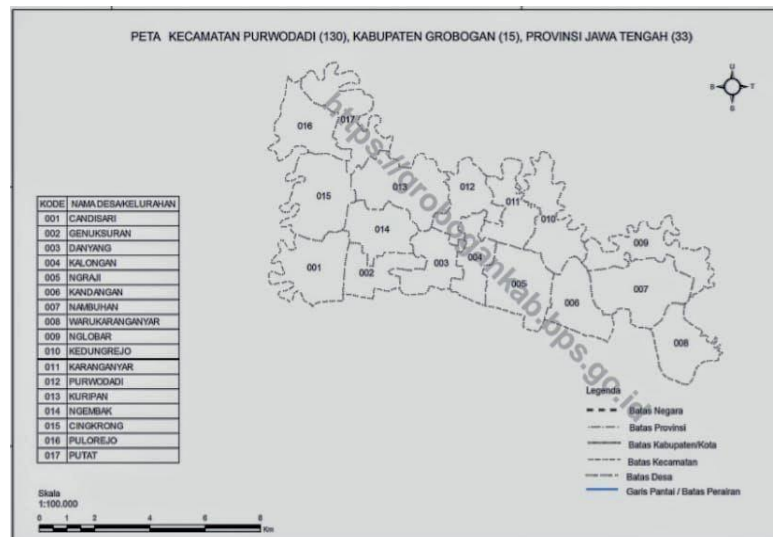 PETA KECAMATAN PURWODADI (130), KABUPATEN GROBOGAN (15), PROVINSI JAWA TENGAH (33)
U
B T
S
016
017
015
013
012
011
010
014
009
001
002
003
004
005
006
007
008
https://grobogankab.bps.go.id
KODE NAMA DESA/KELURAHAN
001 CANDISARI
002 GENUKSURAN
003 DANYANG
004 KALONGAN
005 NGRAJI
006 KANDANGAN
007 NAMBUHAN
008 WARUKARANGANYAR
009 NGLOBAR
010 KEDUNGREJO
011 KARANGANYAR
012 PURWODADI
013 KURIPAN
014 NGEMBAK
015 CINGKRONG
016 PULOREJO
017 PUTAT
Legenda
Batas Negara
Batas Provinsi
Batas Kabupaten/Kota
Batas Kecamatan
Batas Desa
Garis Pantai / Batas Perairan
Skala
1:100.000
0 2 4 6 8
Km